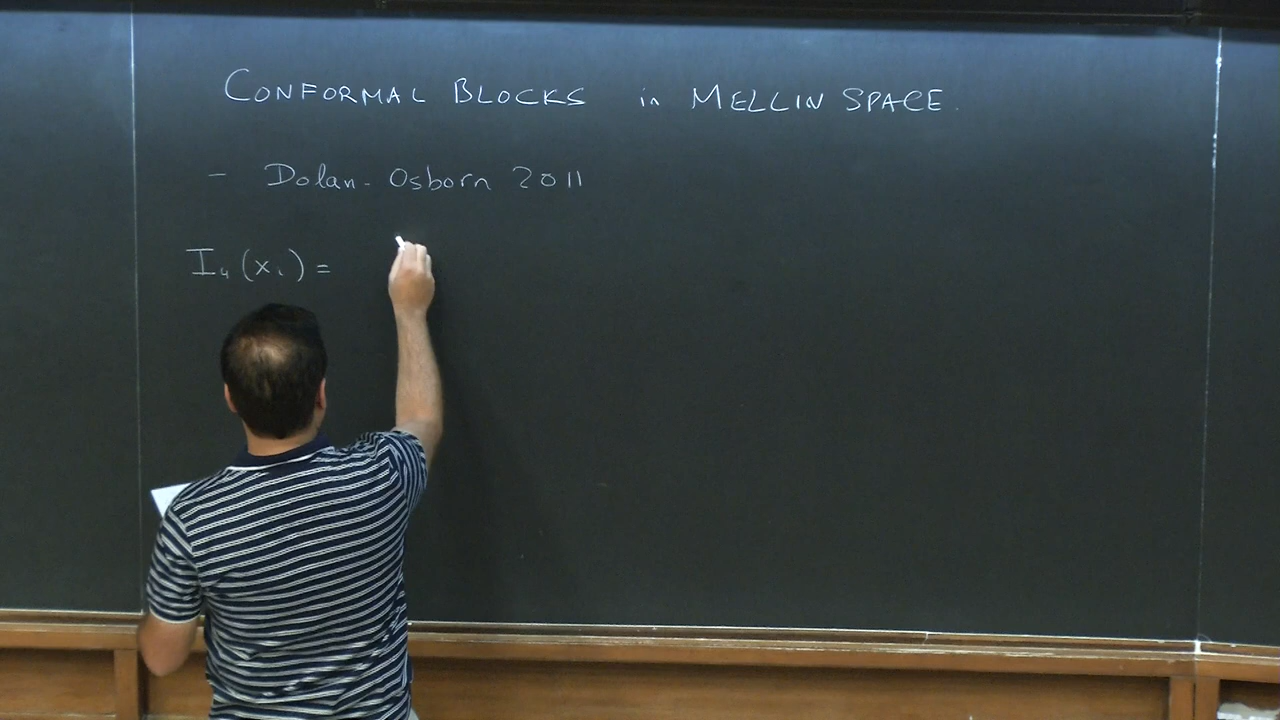 CONFORMAL BLOCKS in MELLIN SPACE.
- Dolan-Osborn 2011
I₄(xᵢ) =